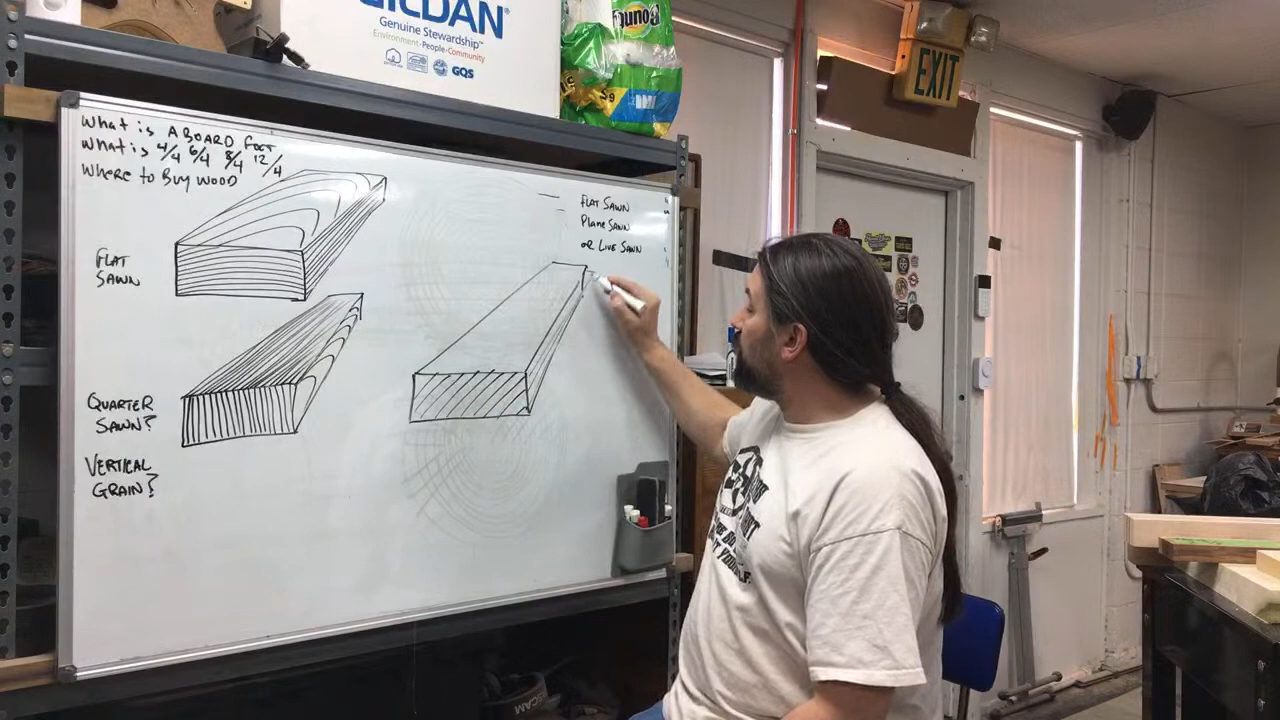 GILDAN
Genuine Stewardship™
Environment•People•Community
GQS
Bounty
EXIT
What is A BOARD FOOT
What is 4/4 6/4 8/4 12/4
WHERE TO BUY WOOD
FLAT SAWN
Plane SAWN
OR LIVE SAWN
FLAT
SAWN
QUARTER
SAWN?
VERTICAL
GRAIN?